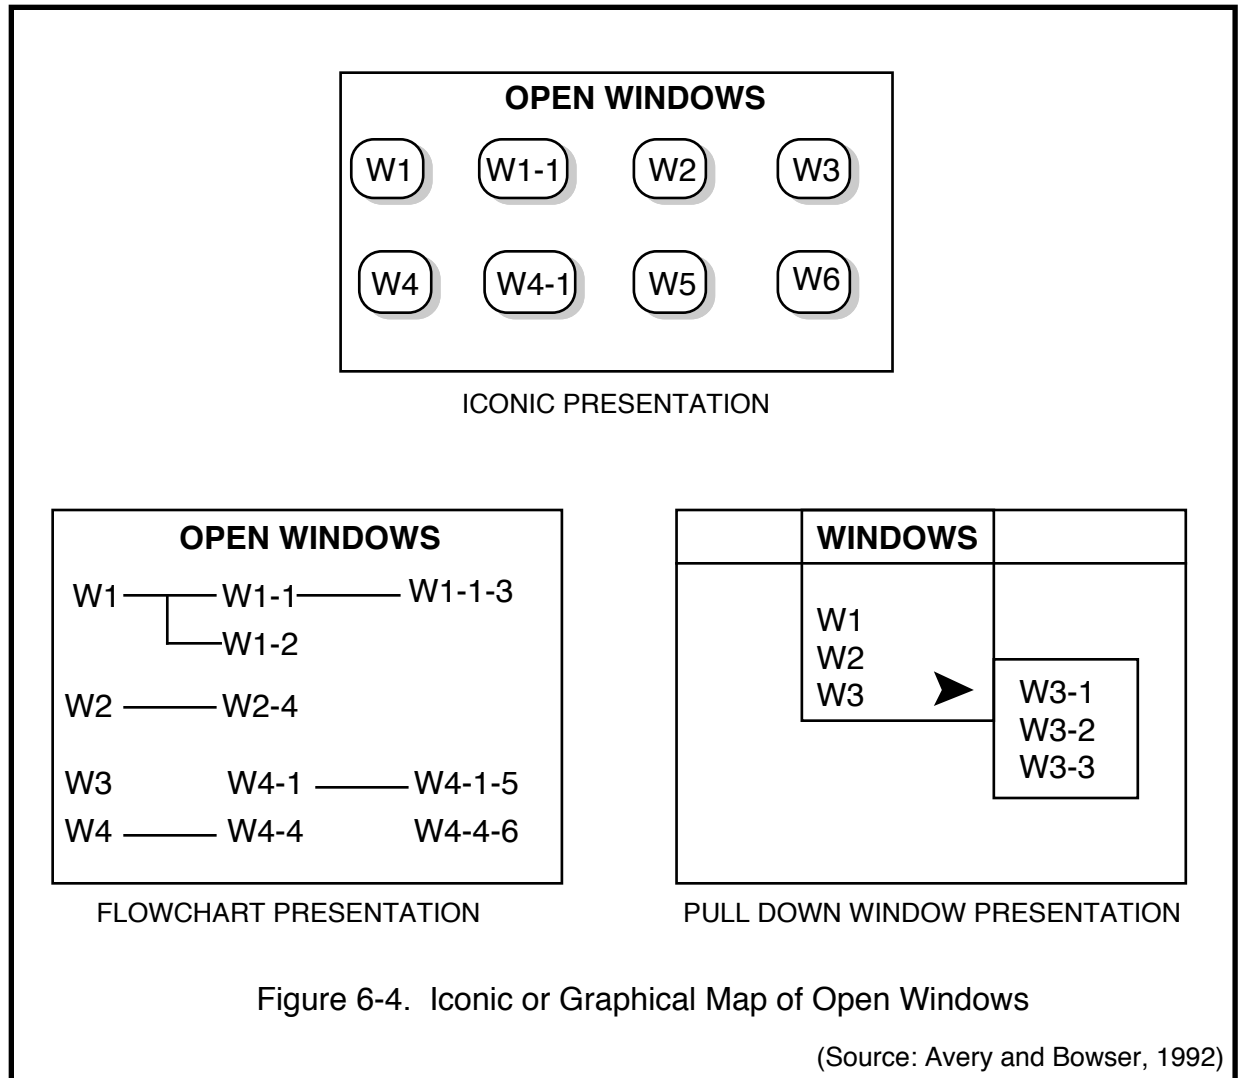 OPEN WINDOWS
W1 W1-1 W2 W3
W4 W4-1 W5 W6
ICONIC PRESENTATION
OPEN WINDOWS
W1 W1-1 W1-1-3
W1-2
W2 W2-4
W3 W4-1 W4-1-5
W4 W4-4 W4-4-6
FLOWCHART PRESENTATION
WINDOWS
W1
W2
W3
W3-1
W3-2
W3-3
PULL DOWN WINDOW PRESENTATION
Figure 6-4. Iconic or Graphical Map of Open Windows
(Source: Avery and Bowser, 1992)